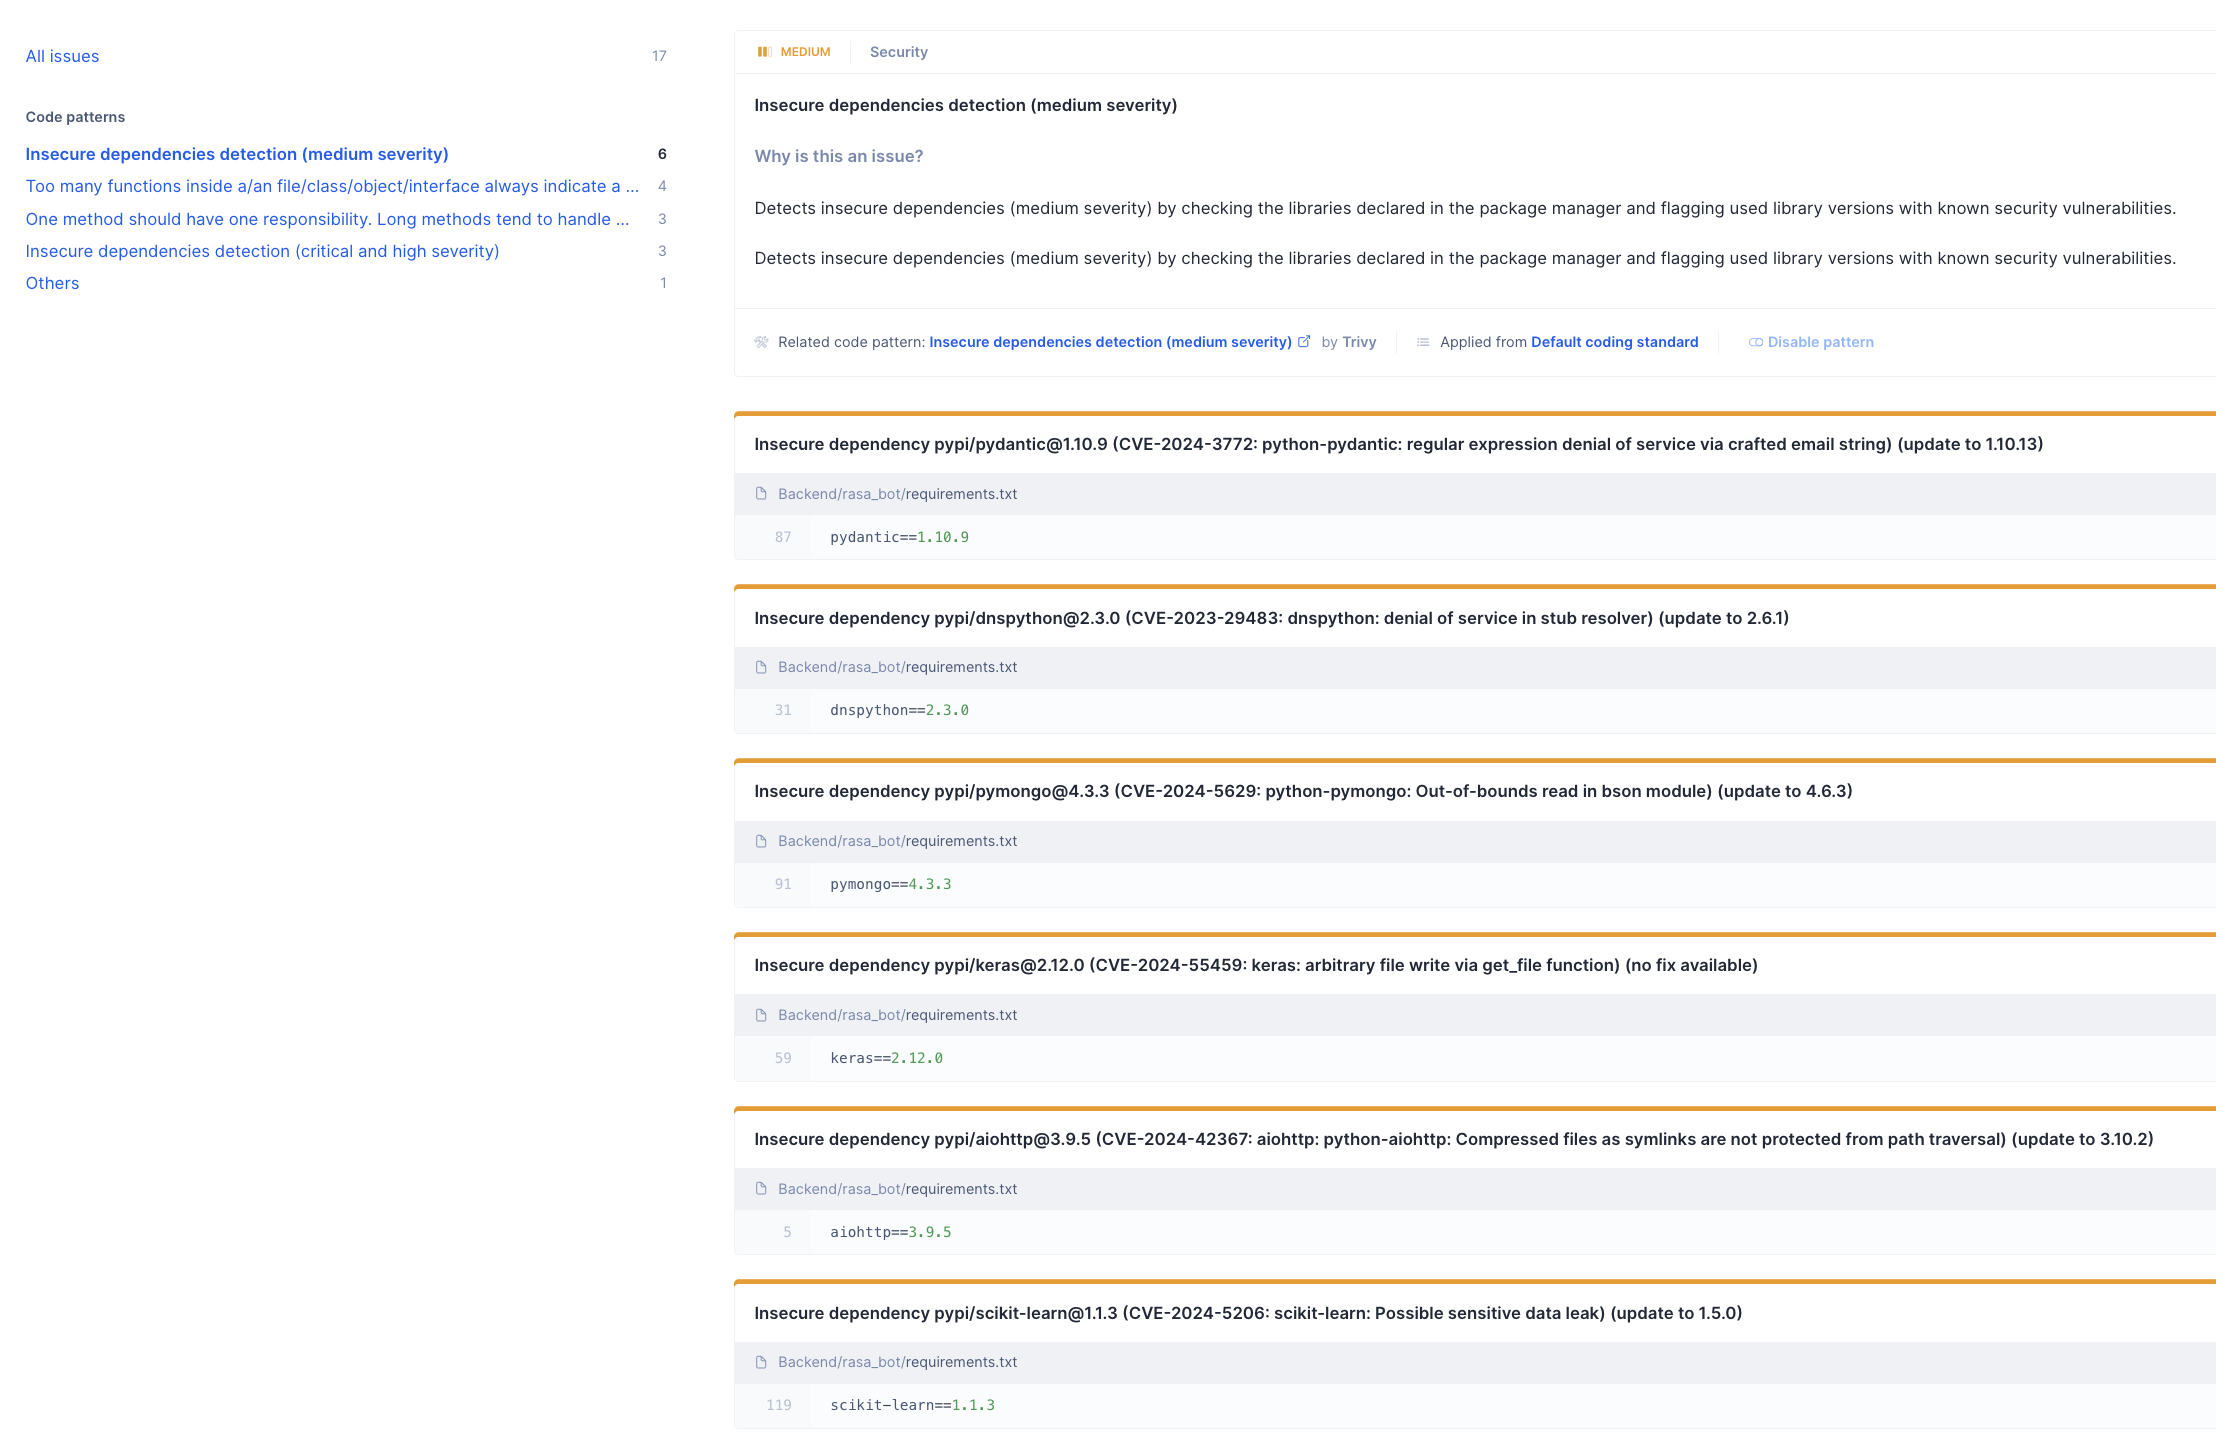 All issues 17
Code patterns
Insecure dependencies detection (medium severity) 6
Too many functions inside a/an file/class/object/interface always indicate a ... 4
One method should have one responsibility. Long methods tend to handle ... 3
Insecure dependencies detection (critical and high severity) 3
Others 1
MEDIUM Security
Insecure dependencies detection (medium severity)
Why is this an issue?
Detects insecure dependencies (medium severity) by checking the libraries declared in the package manager and flagging used library versions with known security vulnerabilities.
Detects insecure dependencies (medium severity) by checking the libraries declared in the package manager and flagging used library versions with known security vulnerabilities.
Related code pattern: Insecure dependencies detection (medium severity) by Trivy Applied from Default coding standard Disable pattern
Insecure dependency pypi/pydantic@1.10.9 (CVE-2024-3772: python-pydantic: regular expression denial of service via crafted email string) (update to 1.10.13)
Backend/rasa_bot/requirements.txt
87 pydantic==1.10.9
Insecure dependency pypi/dnspython@2.3.0 (CVE-2023-29483: dnspython: denial of service in stub resolver) (update to 2.6.1)
Backend/rasa_bot/requirements.txt
31 dnspython==2.3.0
Insecure dependency pypi/pymongo@4.3.3 (CVE-2024-5629: python-pymongo: Out-of-bounds read in bson module) (update to 4.6.3)
Backend/rasa_bot/requirements.txt
91 pymongo==4.3.3
Insecure dependency pypi/keras@2.12.0 (CVE-2024-55459: keras: arbitrary file write via get_file function) (no fix available)
Backend/rasa_bot/requirements.txt
59 keras==2.12.0
Insecure dependency pypi/aiohttp@3.9.5 (CVE-2024-42367: aiohttp: python-aiohttp: Compressed files as symlinks are not protected from path traversal) (update to 3.10.2)
Backend/rasa_bot/requirements.txt
5 aiohttp==3.9.5
Insecure dependency pypi/scikit-learn@1.1.3 (CVE-2024-5206: scikit-learn: Possible sensitive data leak) (update to 1.5.0)
Backend/rasa_bot/requirements.txt
119 scikit-learn==1.1.3